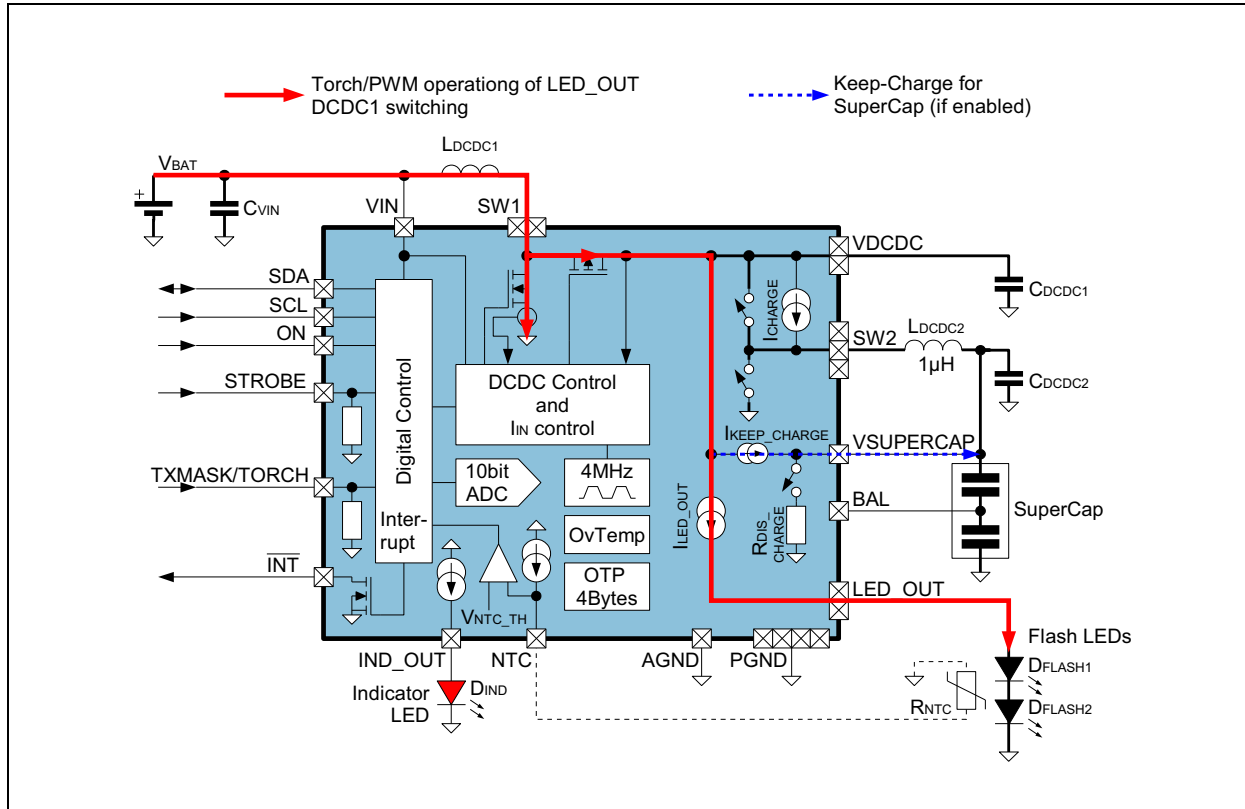 Torch/PWM operationg of LED_OUT
DCDC1 switching
Keep-Charge for
SuperCap (if enabled)
LDCDC1
VBAT
+
CVIN
VIN
SW1
VDCDC
CDCDC1
SDA
SCL
ON
STROBE
TXMASK/TORCH
INT
Digital Control
Inter-
rupt
DCDC Control
and
IIN control
10bit
ADC
4MHz
OvTemp
OTP
4Bytes
VNTC_TH
ICHARGE
SW2
LDCDC2
1µH
CDCDC2
IKEEP_CHARGE
VSUPERCAP
ILED_OUT
RDIS_
CHARGE
BAL
SuperCap
LED_OUT
Flash LEDs
DFLASH1
DFLASH2
RNTC
IND_OUT
NTC
AGND
PGND
Indicator
LED
DIND